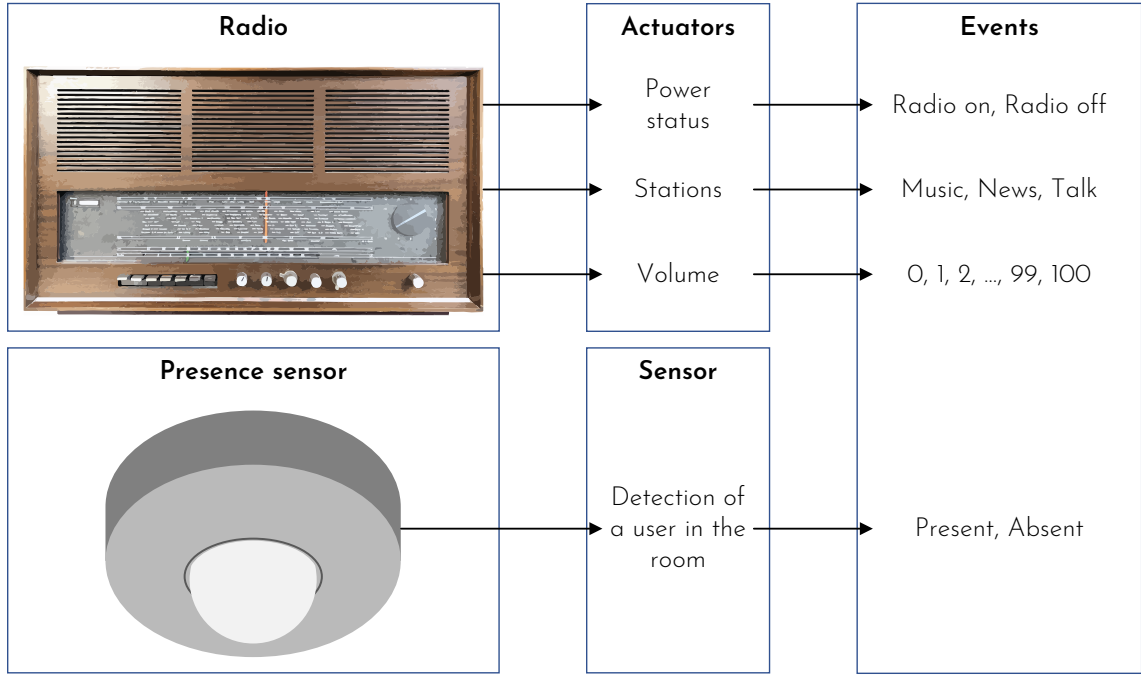 Radio
Actuators
Events
Power
status
Radio on, Radio off
Stations
Music, News, Talk
Volume
0, 1, 2, ..., 99, 100
Presence sensor
Sensor
Detection of
a user in the
room
Present, Absent